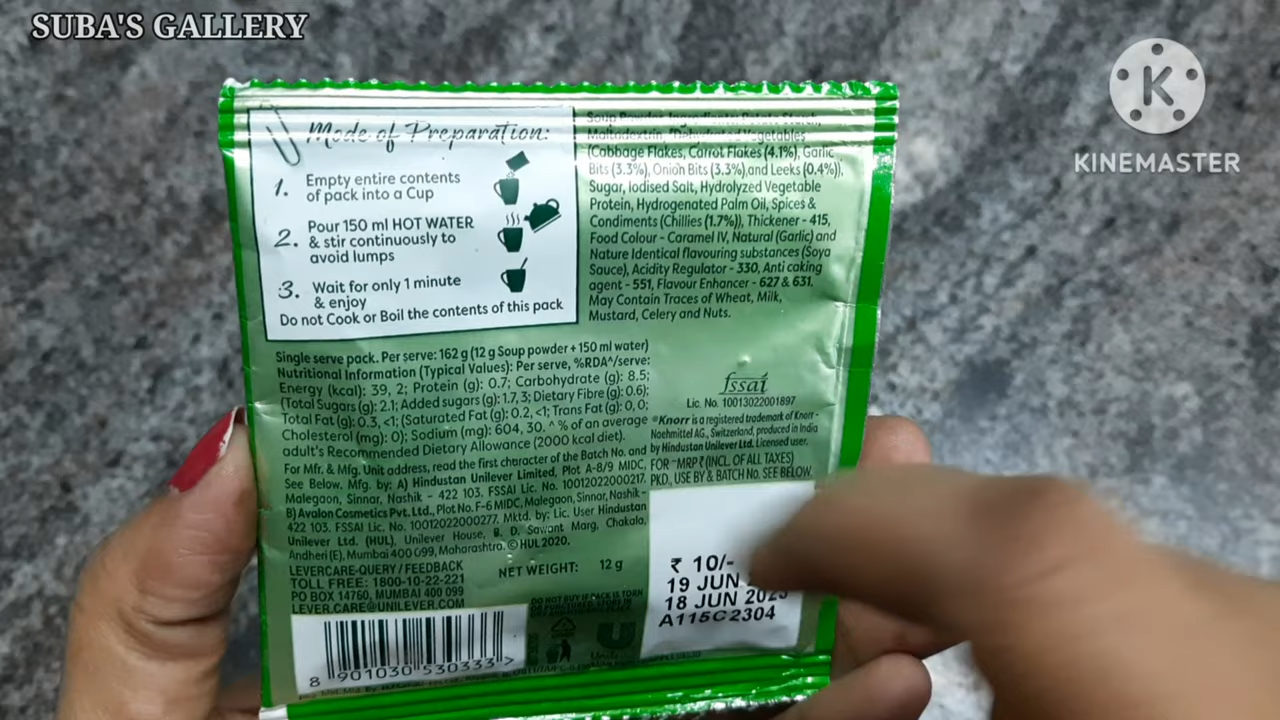 SUBA'S GALLERY
KINEMASTER
Mode of Preparation:
1. Empty entire contents
of pack into a Cup
2. Pour 150 ml HOT WATER
& stir continuously to
avoid lumps
3. Wait for only 1 minute
& enjoy
Do not Cook or Boil the contents of this pack
Soup Powder Ingredients: Potato Starch,
Maltodextrin, *Dehydrated Vegetables
(Cabbage Flakes, Carrot Flakes (4.1%), Garlic
Bits (3.3%), Onion Bits (3.3%),and Leeks (0.4%)),
Sugar, Iodised Salt, Hydrolyzed Vegetable
Protein, Hydrogenated Palm Oil, Spices &
Condiments (Chillies (1.7%)), Thickener - 415,
Food Colour - Caramel IV, Natural (Garlic) and
Nature Identical flavouring substances (Soya
Sauce), Acidity Regulator - 330, Anti caking
agent - 551, Flavour Enhancer - 627 & 631.
May Contain Traces of Wheat, Milk,
Mustard, Celery and Nuts.
Single serve pack. Per serve: 162 g (12 g Soup powder + 150 ml water)
Nutritional Information (Typical Values): Per serve, %RDA^/serve:
Energy (kcal): 39, 2; Protein (g): 0.7; Carbohydrate (g): 8.5;
(Total Sugars (g): 2.1; Added sugars (g): 1.7, 3; Dietary Fibre (g): 0.6);
Total Fat (g): 0.3, <1; (Saturated Fat (g): 0.2, <1; Trans Fat (g): 0, 0;
Cholesterol (mg): 0); Sodium (mg): 604, 30. ^ % of an average
adult's Recommended Dietary Allowance (2000 kcal diet).
For Mfr. & Mfg. Unit address, read the first character of the Batch No. and
See Below. Mfg. by: A) Hindustan Unilever Limited, Plot A-8/9 MIDC,
Malegaon, Sinnar, Nashik - 422 103. FSSAI Lic. No. 10012022000217.
B) Avalon Cosmetics Pvt. Ltd., Plot No. F-6 MIDC, Malegaon, Sinnar, Nashik -
422 103. FSSAI Lic. No. 10012022000277. Mktd. by: Lic. User Hindustan
Unilever Ltd. (HUL), Unilever House, B. D. Sawant Marg, Chakala,
Andheri (E), Mumbai 400 099, Maharashtra. © HUL 2020.
LEVERCARE-QUERY / FEEDBACK
TOLL FREE: 1800-10-22-221
PO BOX 14760, MUMBAI 400 099
LEVER.CARE@UNILEVER.COM
NET WEIGHT: 12 g
fssai
Lic. No. 10013022001897
®Knorr is a registered trademark of Knorr -
Naehrmittel AG., Switzerland, produced in India
by Hindustan Unilever Ltd. Licensed user.
FOR ~MRP ₹ (INCL. OF ALL TAXES)
PKD, USE BY & BATCH No. SEE BELOW.
₹ 10/-
19 JUN
18 JUN 2023
A115C2304
DO NOT BUY IF PACK IS TORN
8 901030 530333 >